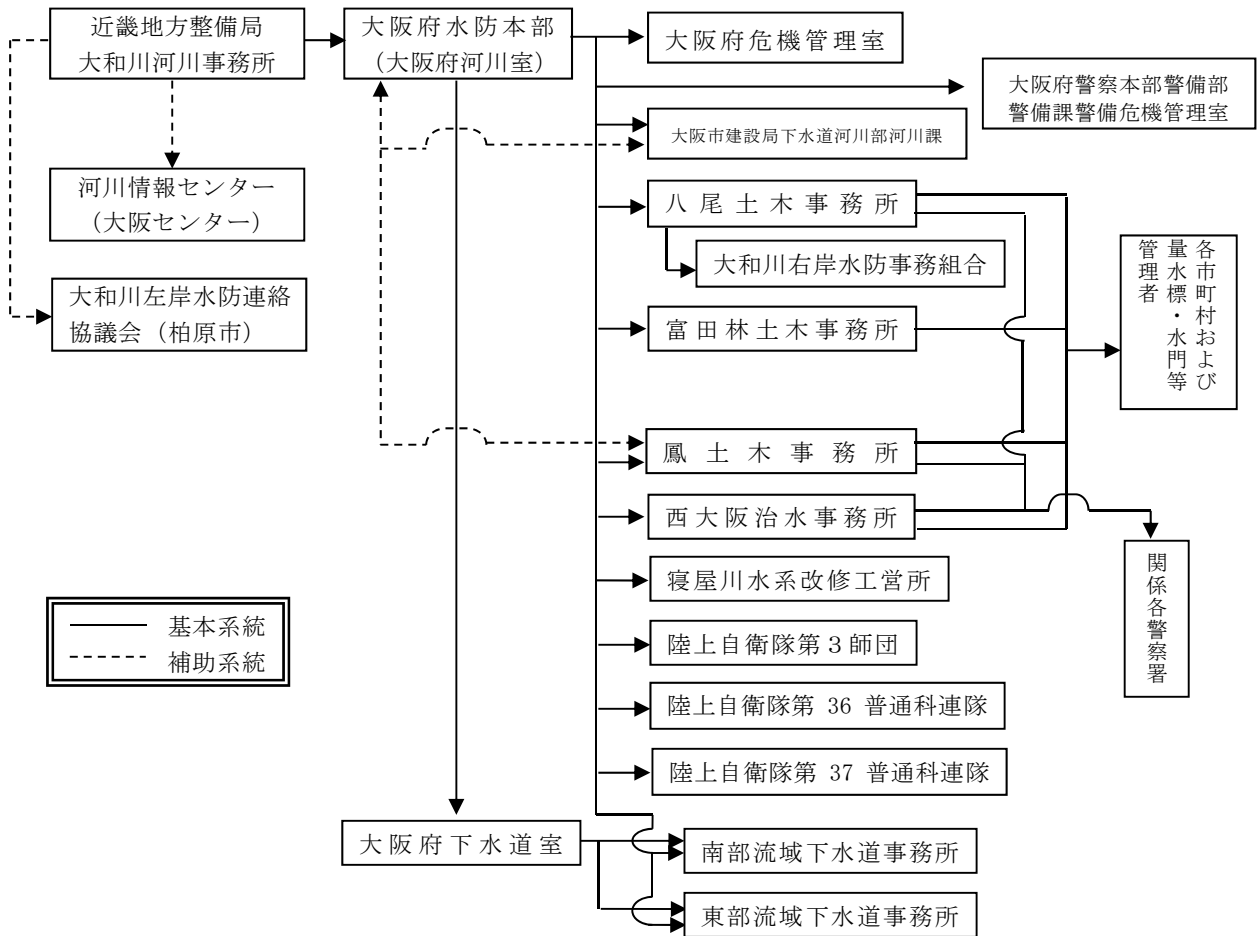 近畿地方整備局
大和川河川事務所
大阪府水防本部
（大阪府河川室）
大阪府危機管理室
大阪府警察本部警備部
警備課警備危機管理室
大阪市建設局下水道河川部河川課
河川情報センター
（大阪センター）
八尾土木事務所
大和川右岸水防事務組合
各市町村および
量水標・水門等
管理者
大和川左岸水防連絡
協議会（柏原市）
富田林土木事務所
鳳土木事務所
西大阪治水事務所
関係各警察署
寝屋川水系改修工営所
基本系統
補助系統
陸上自衛隊第３師団
陸上自衛隊第 36 普通科連隊
陸上自衛隊第 37 普通科連隊
大阪府下水道室
南部流域下水道事務所
東部流域下水道事務所